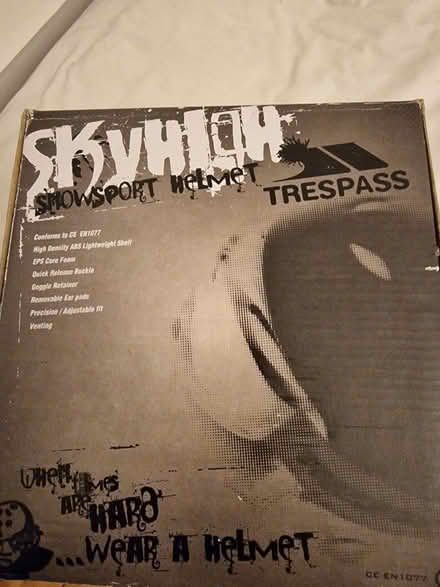 SKYHIGH
SNOWSPORT HELMET
TRESPASS
Conforms to CE EN1077
High Density ABS Lightweight Shell
EPS Core Foam
Quick Release Buckle
Goggle Retainer
Removable Ear pads
Precision / Adjustable fit
Venting
WHEN TIMES
ARE HARD
...WEAR A HELMET
CE EN1077